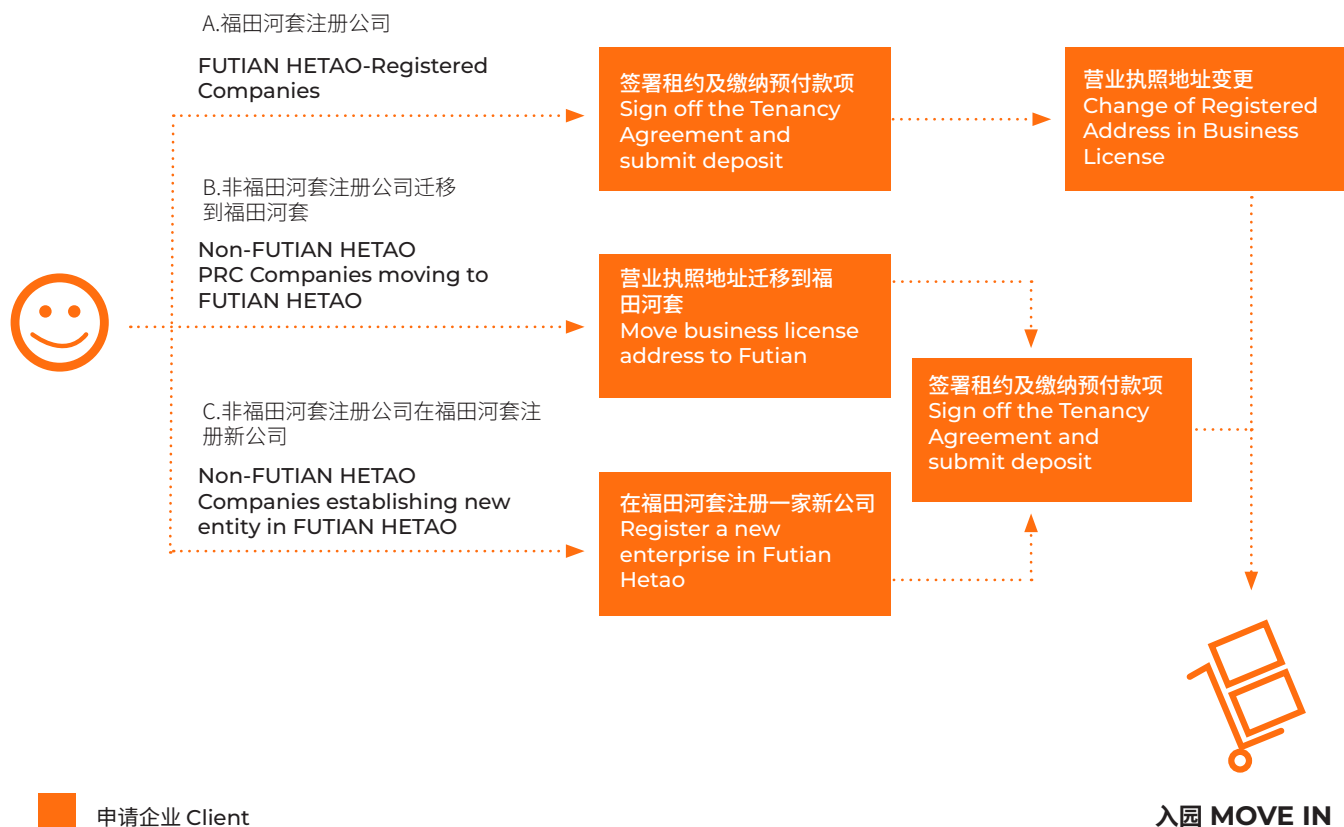 A.福田河套注册公司
FUTIAN HETAO-Registered
Companies
签署租约及缴纳预付款项
Sign off the Tenancy
Agreement and
submit deposit
营业执照地址变更
Change of Registered
Address in Business
License
B.非福田河套注册公司迁移
到福田河套
Non-FUTIAN HETAO
PRC Companies moving to
FUTIAN HETAO
营业执照地址迁移到福
田河套
Move business license
address to Futian
签署租约及缴纳预付款项
Sign off the Tenancy
Agreement and
submit deposit
C.非福田河套注册公司在福田河套注
册新公司
Non-FUTIAN HETAO
Companies establishing new
entity in FUTIAN HETAO
在福田河套注册一家新公司
Register a new
enterprise in Futian
Hetao
申请企业 Client
入园 MOVE IN